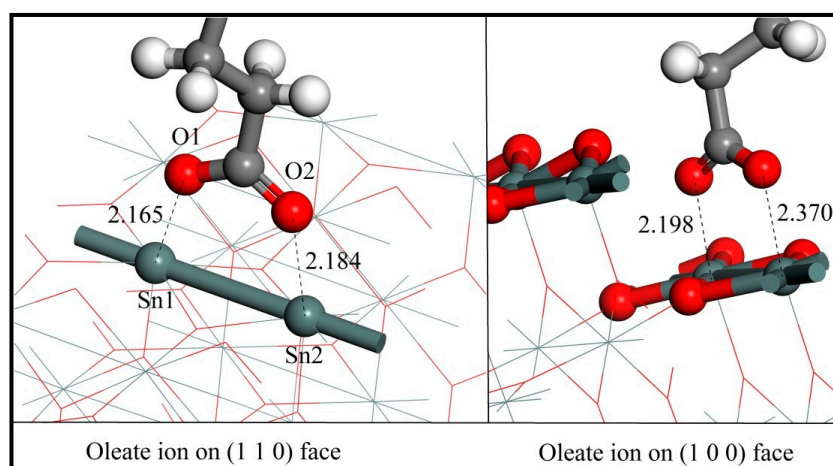 O1
O2
2.165
2.184
Sn1
Sn2
2.198
2.370
Oleate ion on (1 1 0) face
Oleate ion on (1 0 0) face